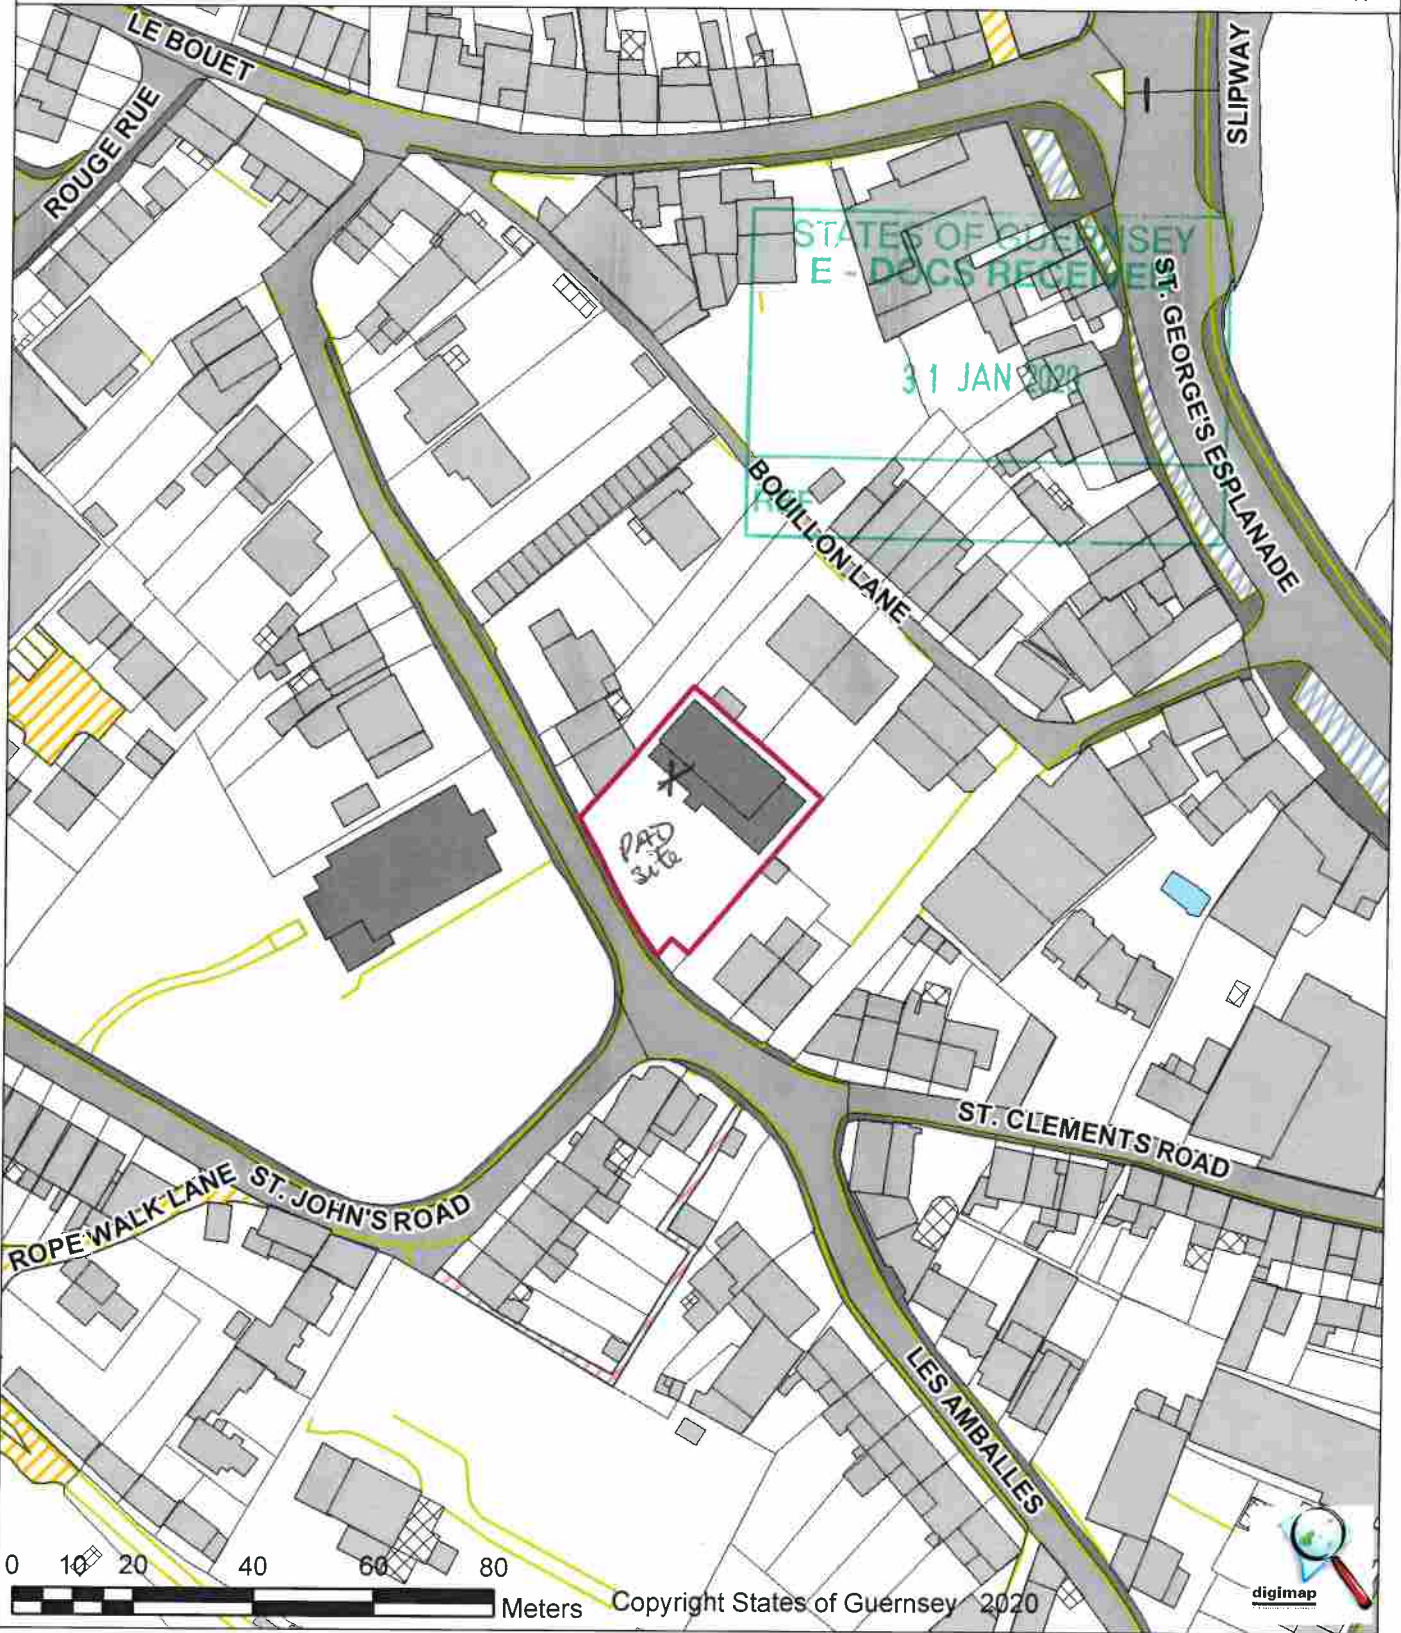 LE BOUET
ROUGE RUE
SLIPWAY
STATES OF GUERNSEY
E - DOCS RECEIVED
31 JAN 2020
REF
ST. GEORGE'S ESPLANADE
BOUILLON LANE
PAD
site
ST. CLEMENTS ROAD
ROPE WALK LANE
ST. JOHN'S ROAD
LES AMBALLES
0 10 20 40 60 80
Meters
Copyright States of Guernsey 2020
digimap